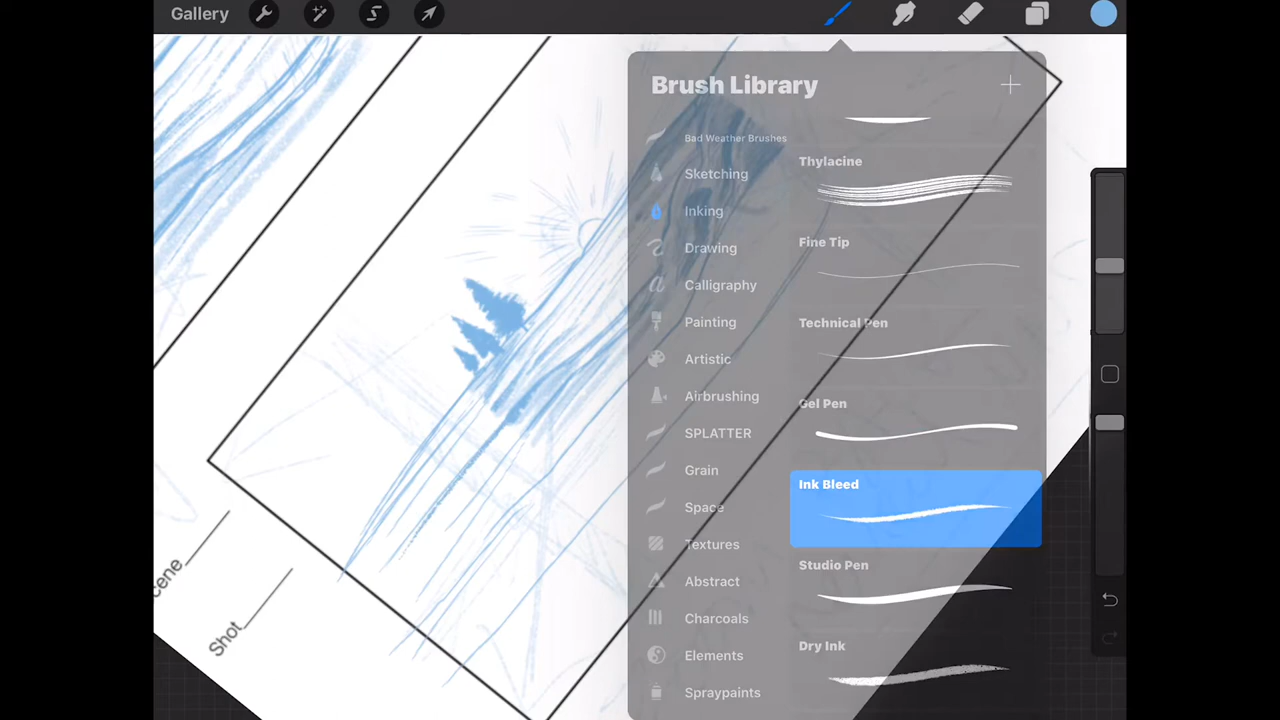 Gallery
Brush Library
Bad Weather Brushes
Sketching
Inking
Drawing
Calligraphy
Painting
Artistic
Airbrushing
SPLATTER
Grain
Space
Textures
Abstract
Charcoals
Elements
Spraypaints
Thylacine
Fine Tip
Technical Pen
Gel Pen
Ink Bleed
Studio Pen
Dry Ink
cene
Shot